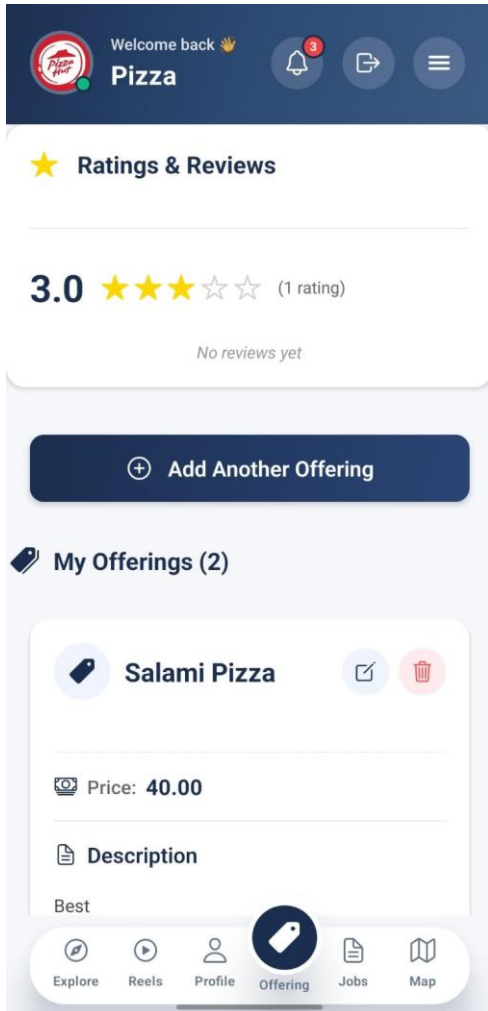 Pizza Hut
Welcome back 👋
Pizza
3
Ratings & Reviews
3.0 (1 rating)
No reviews yet
Add Another Offering
My Offerings (2)
Salami Pizza
Price: 40.00
Description
Best
Explore Reels Profile Offering Jobs Map